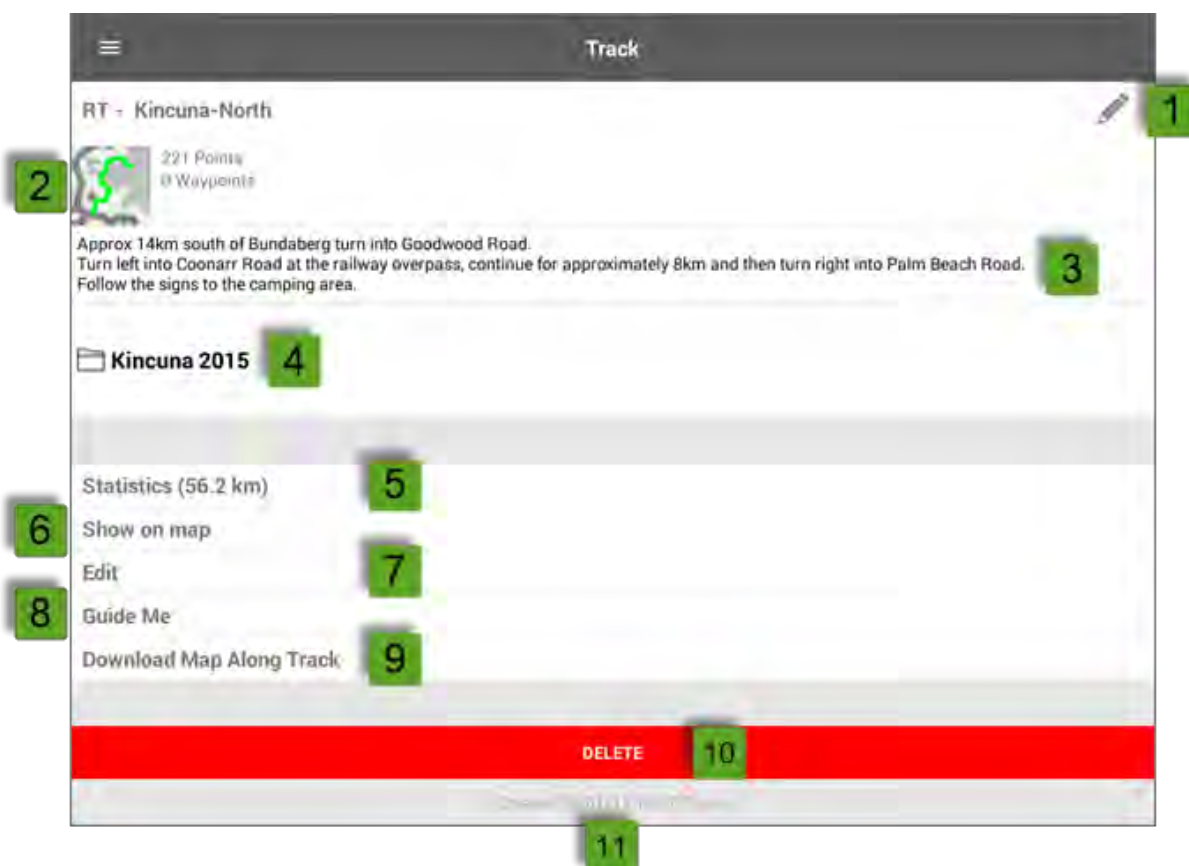 Track
RT - Kincuna-North
1
2
221 Points
0 Waypoints
Approx 14km south of Bundaberg turn into Goodwood Road.
Turn left into Coonarr Road at the railway overpass, continue for approximately 8km and then turn right into Palm Beach Road.
Follow the signs to the camping area.
3
Kincuna 2015
4
Statistics (56.2 km)
5
6
Show on map
Edit
7
8
Guide Me
Download Map Along Track
9
DELETE
10
11